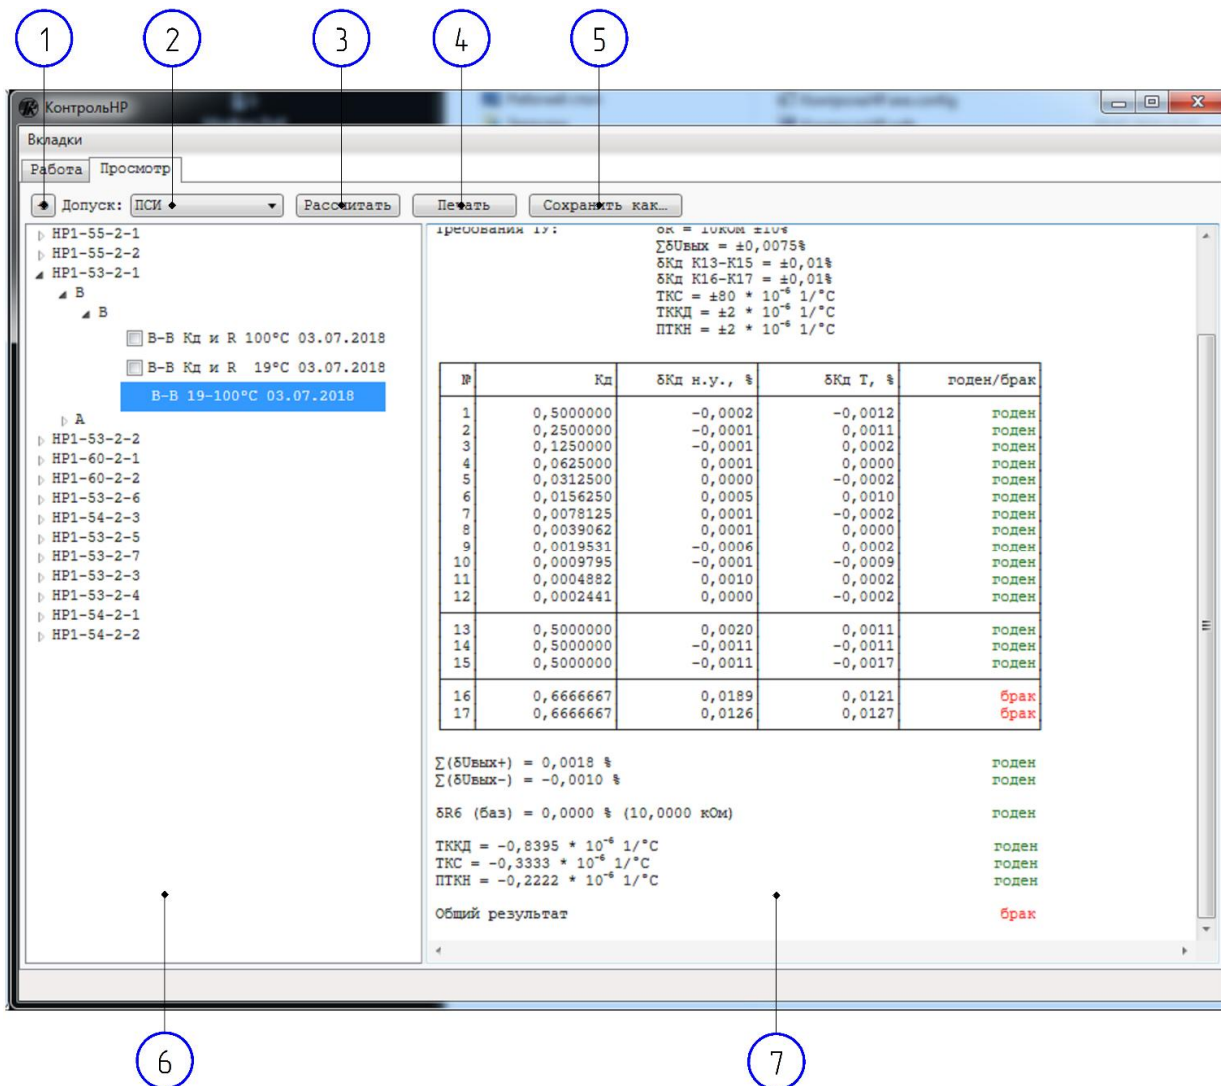 1 2 3 4 5
КонтрольНР
Вкладки
Работа Просмотр
Допуск: ПСИ Рассчитать Печать Сохранить как…
НР1-55-2-1
НР1-55-2-2
НР1-53-2-1
В
В
В-В Кд и R 100°С 03.07.2018
В-В Кд и R 19°С 03.07.2018
В-В 19-100°С 03.07.2018
А
НР1-53-2-2
НР1-60-2-1
НР1-60-2-2
НР1-53-2-6
НР1-54-2-3
НР1-53-2-5
НР1-53-2-7
НР1-53-2-3
НР1-53-2-4
НР1-54-2-1
НР1-54-2-2
Требования ТУ: δR = 10кОм ±10%
∑δUвых = ±0,0075%
δКд К13-К15 = ±0,01%
δКд К16-К17 = ±0,01%
ТКС = ±80 * 10⁻⁶ 1/°С
ТККД = ±2 * 10⁻⁶ 1/°С
ПТКН = ±2 * 10⁻⁶ 1/°С
№ Кд δКд н.у., % δКд Т, % годен/брак
1 0,5000000 -0,0002 -0,0012 годен
2 0,2500000 -0,0001 0,0011 годен
3 0,1250000 -0,0001 0,0002 годен
4 0,0625000 0,0001 0,0000 годен
5 0,0312500 0,0000 -0,0002 годен
6 0,0156250 0,0005 0,0010 годен
7 0,0078125 0,0001 -0,0002 годен
8 0,0039062 0,0001 0,0000 годен
9 0,0019531 -0,0006 0,0002 годен
10 0,0009795 -0,0001 -0,0009 годен
11 0,0004882 0,0010 0,0002 годен
12 0,0002441 0,0000 -0,0002 годен
13 0,5000000 0,0020 0,0011 годен
14 0,5000000 -0,0011 -0,0011 годен
15 0,5000000 -0,0011 -0,0017 годен
16 0,6666667 0,0189 0,0121 брак
17 0,6666667 0,0126 0,0127 брак
∑(δUвых+) = 0,0018 % годен
∑(δUвых-) = -0,0010 % годен
δR6 (баз) = 0,0000 % (10,0000 кОм) годен
ТККД = -0,8395 * 10⁻⁶ 1/°С годен
ТКС = -0,3333 * 10⁻⁶ 1/°С годен
ПТКН = -0,2222 * 10⁻⁶ 1/°С годен
Общий результат брак
6 7